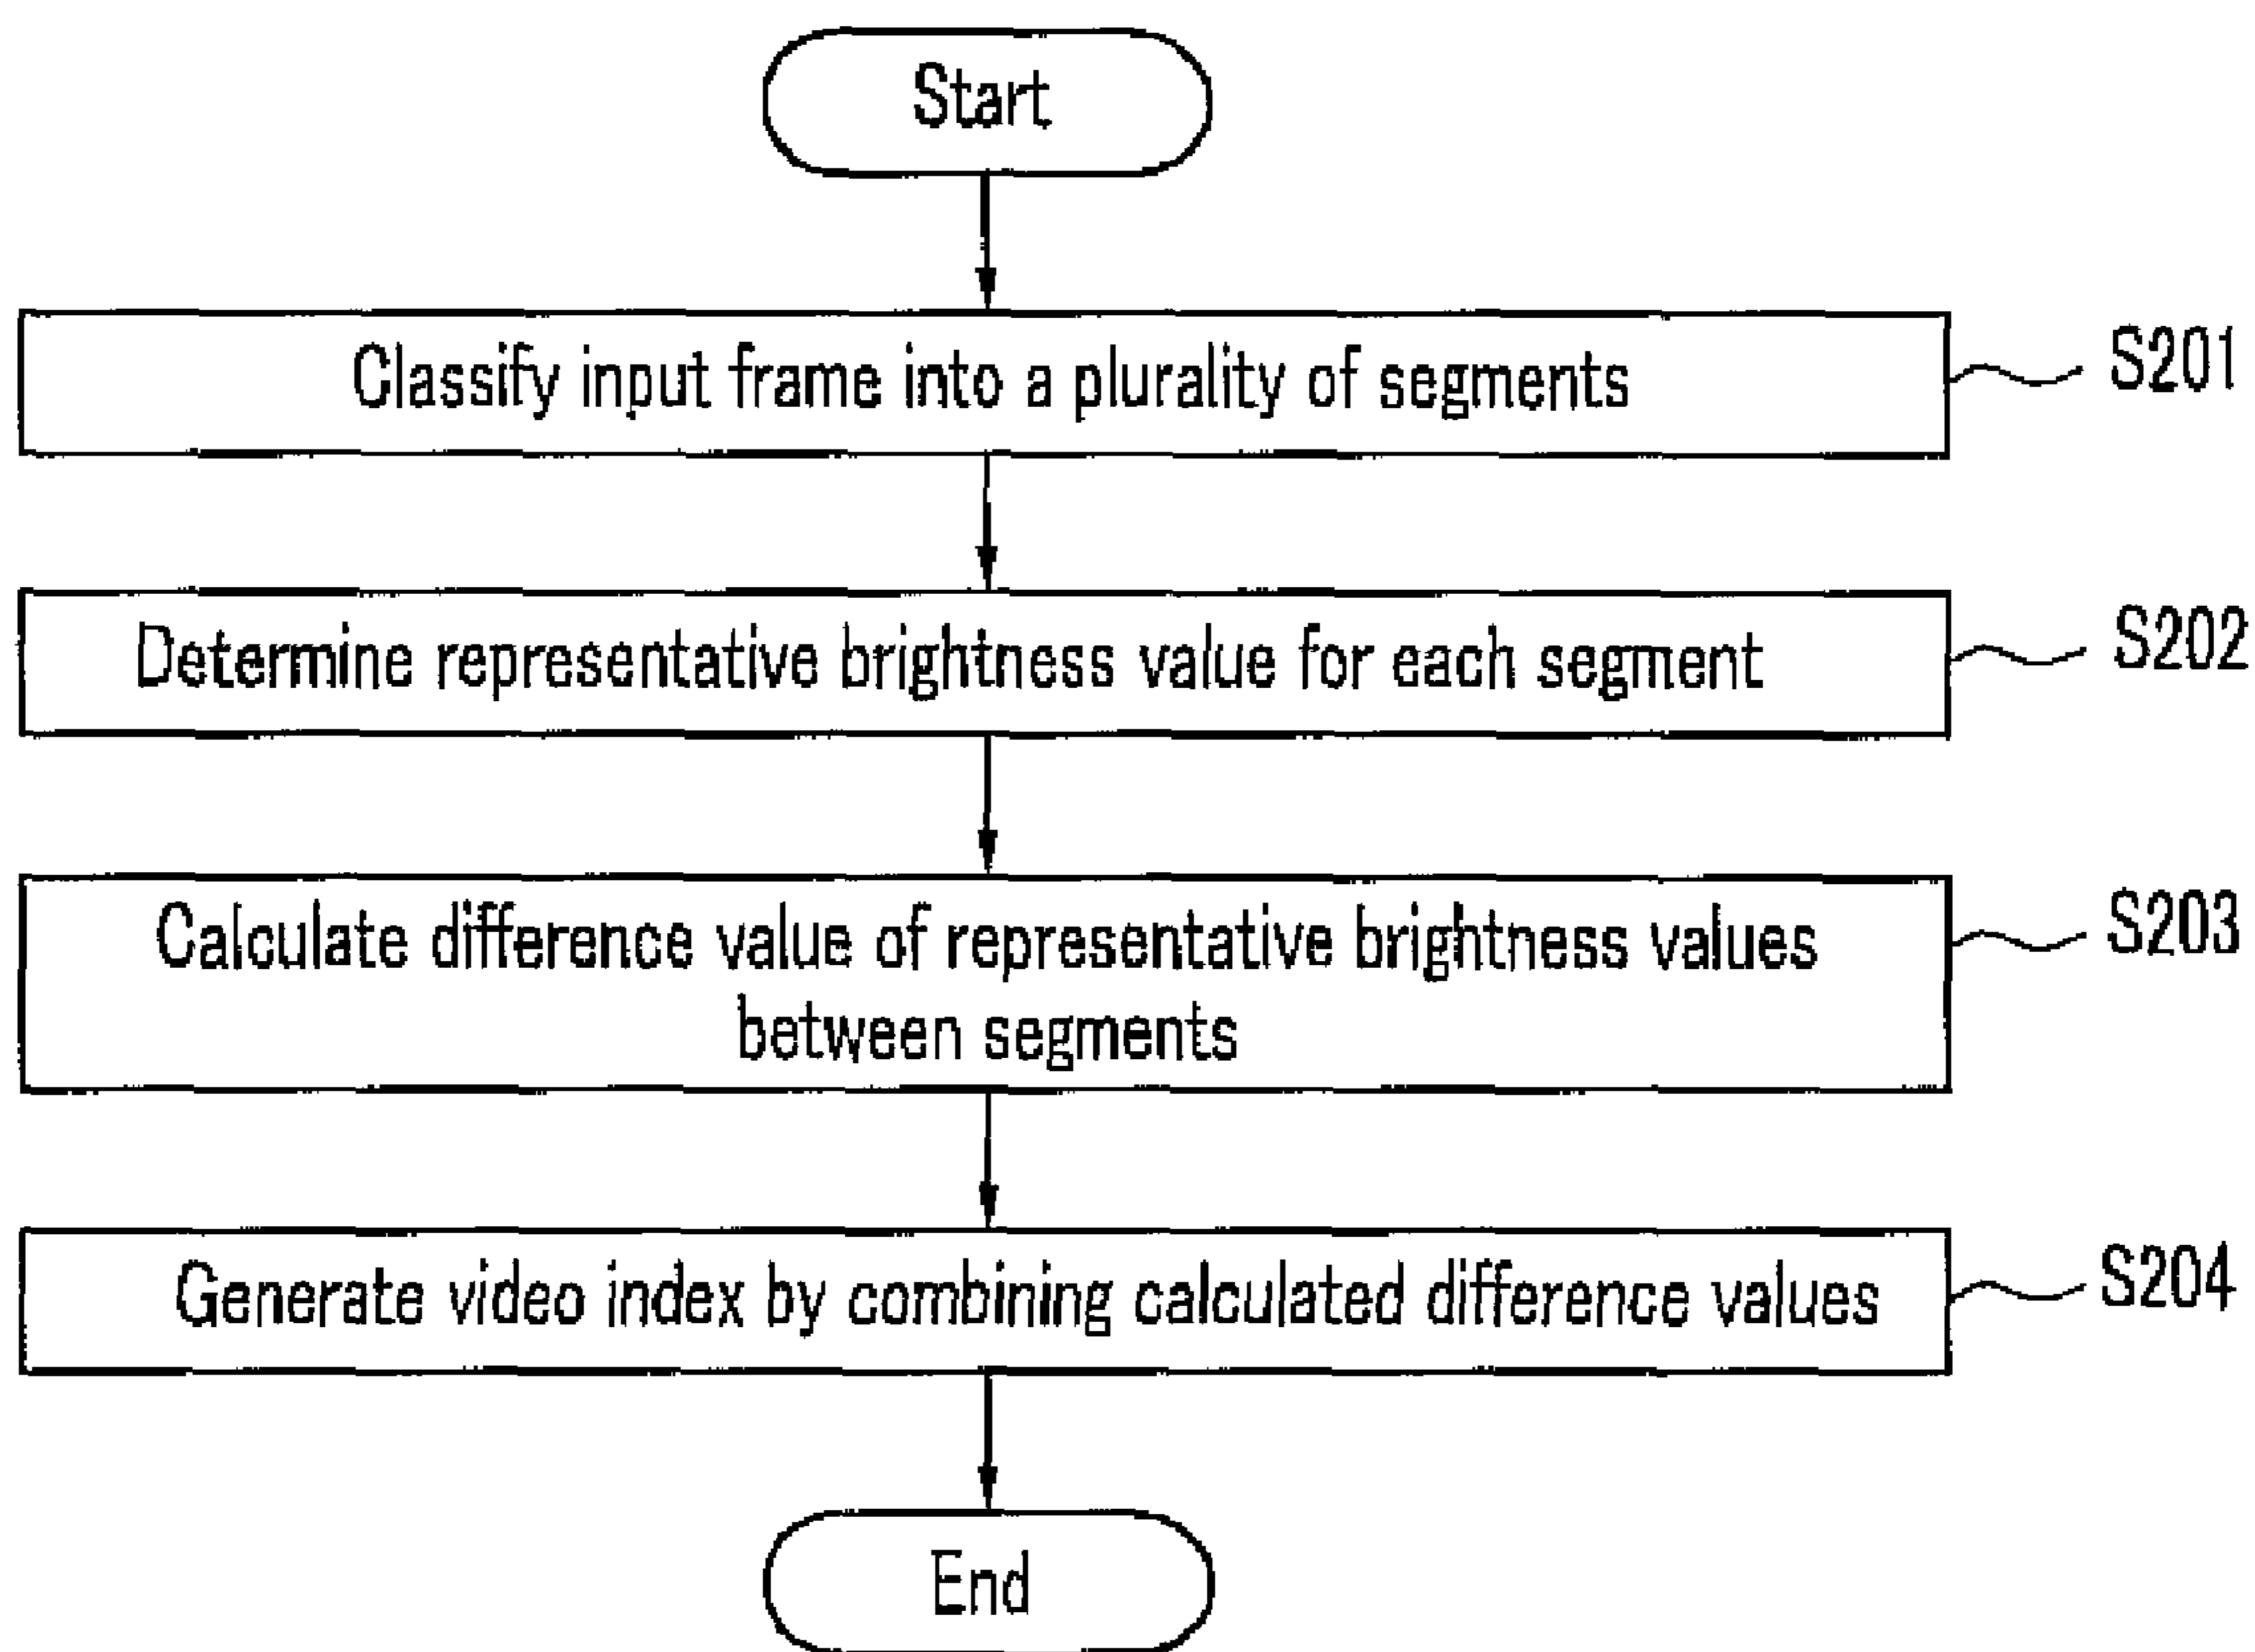 Start
Classify input frame into a plurality of segments
S201
Determine representative brightness value for each segment
S202
Calculate difference value of representative brightness values
between segments
S203
Generate video index by combining calculated difference values
S204
End